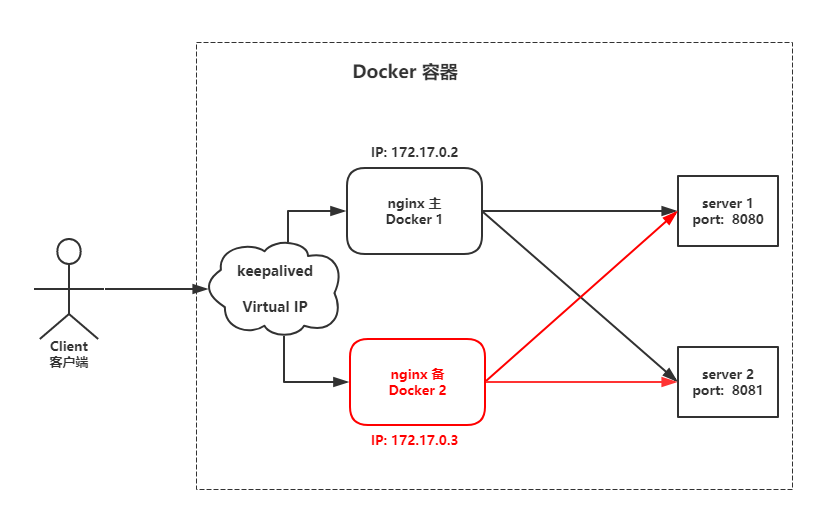 Docker 容器
IP: 172.17.0.2
nginx 主
Docker 1
server 1
port: 8080
keepalived
Virtual IP
Client
客户端
nginx 备
Docker 2
server 2
port: 8081
IP: 172.17.0.3